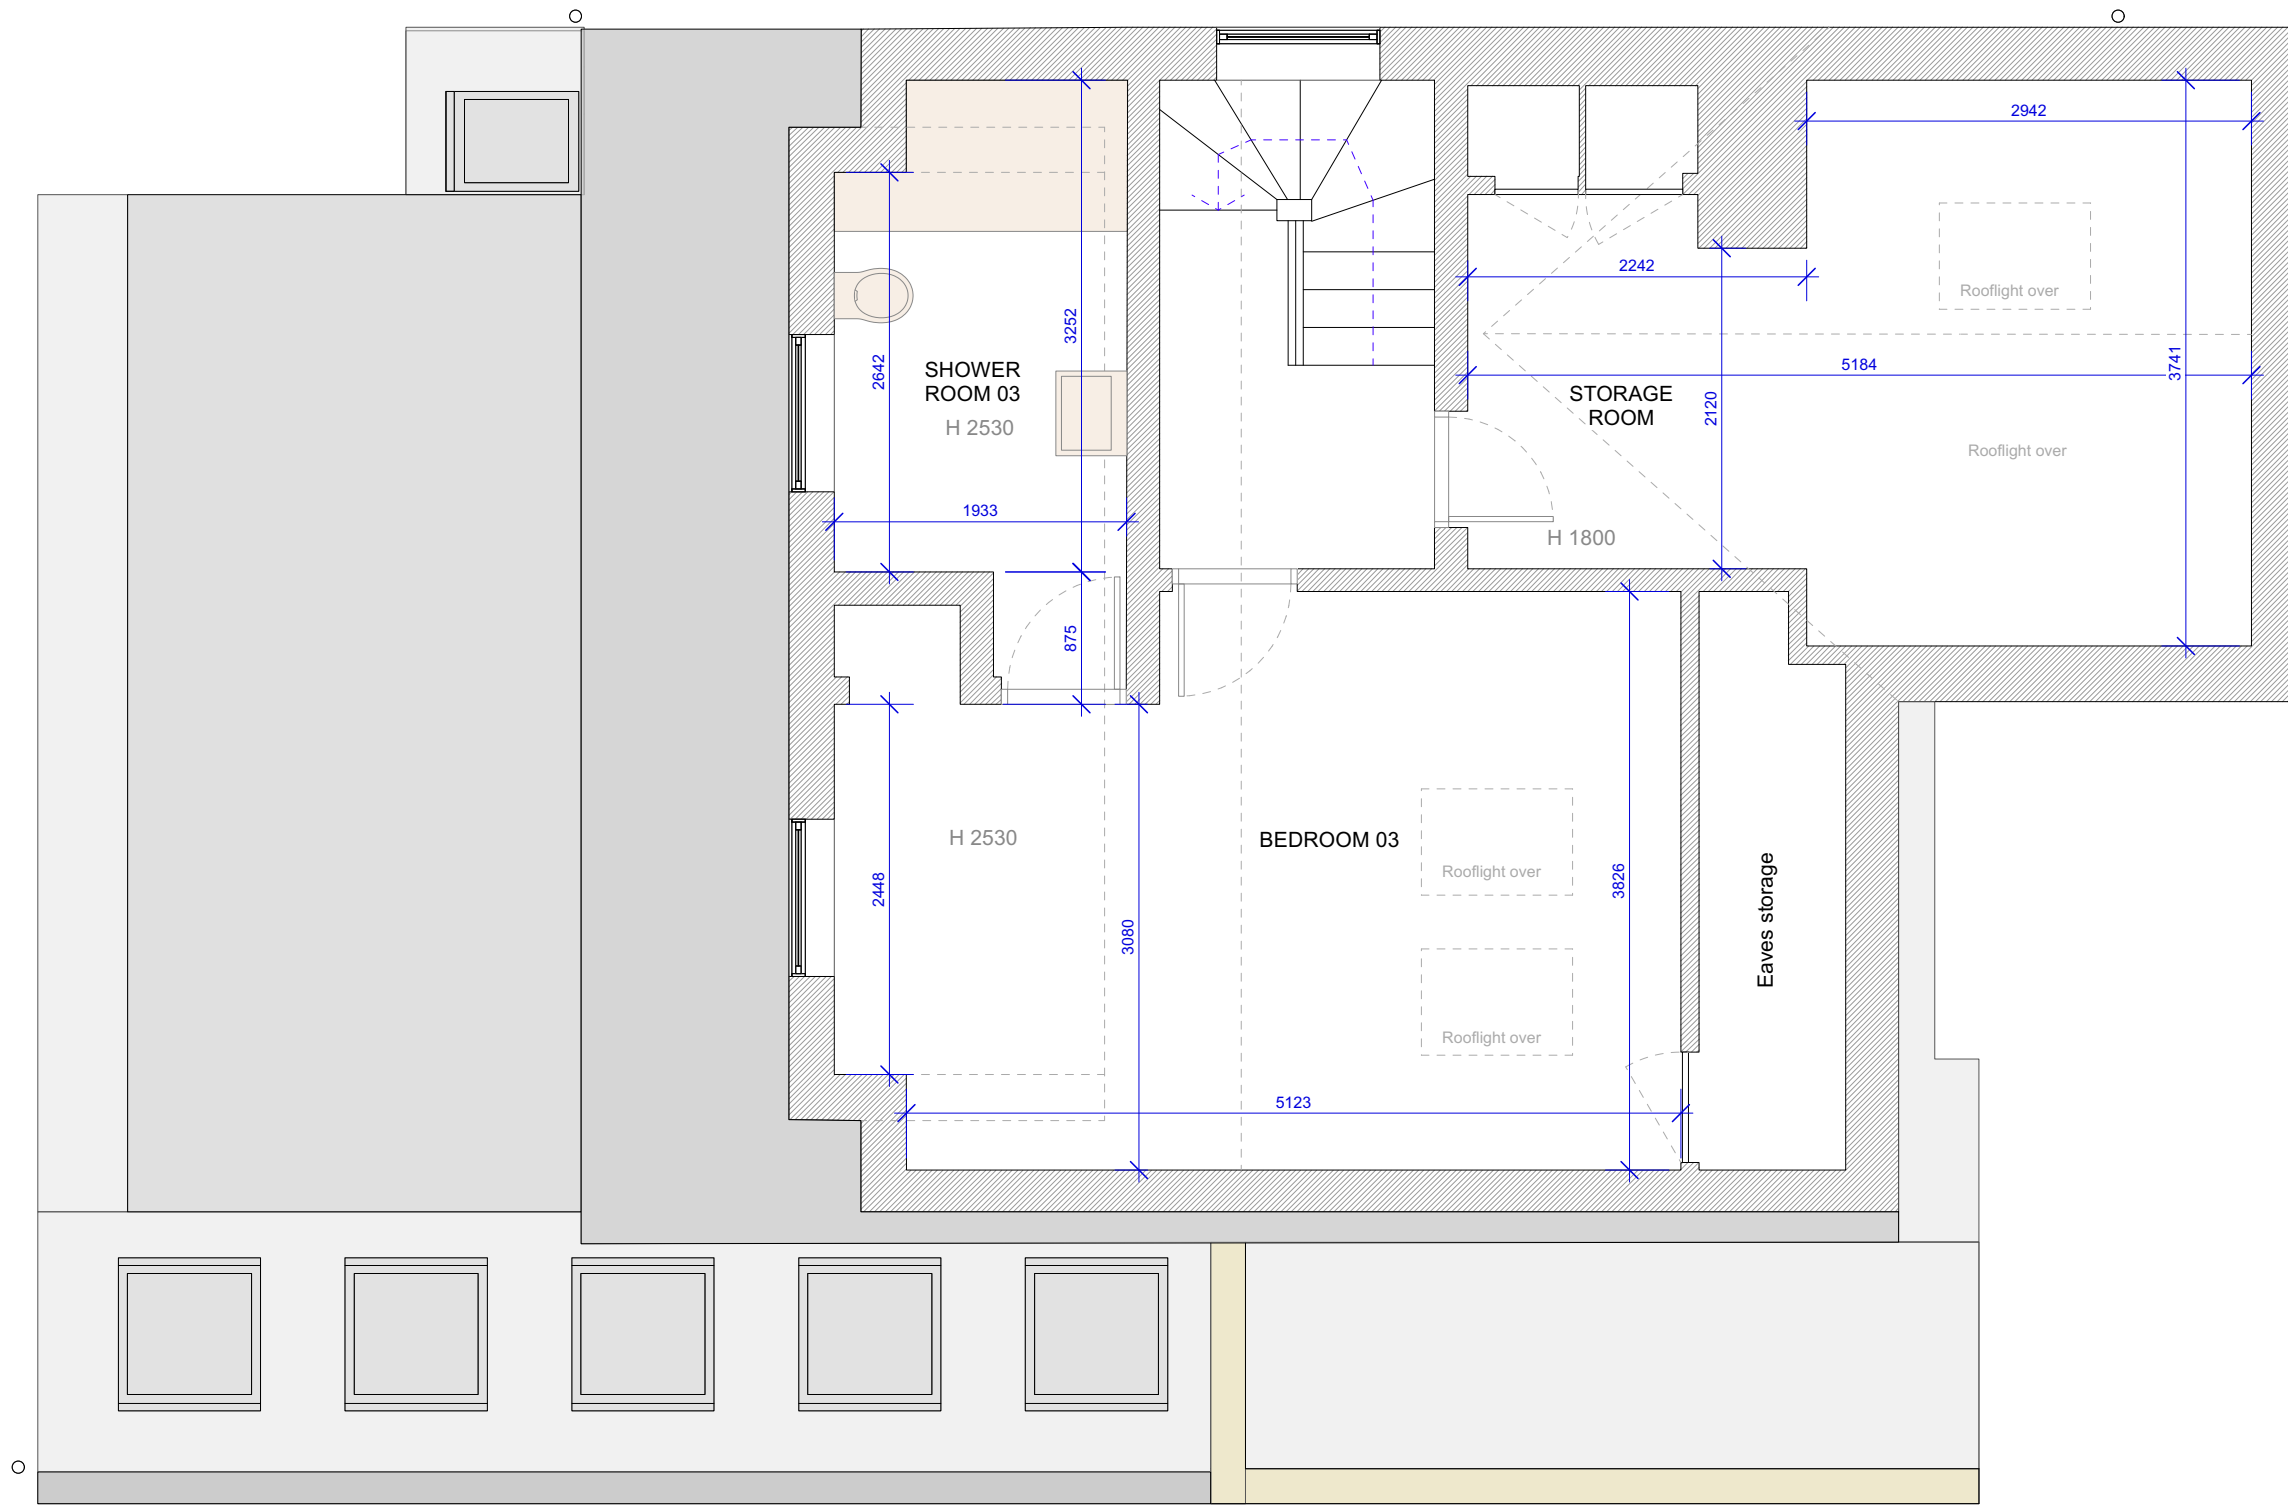 2942
2242
Rooflight over
3252
2642
SHOWER
ROOM 03
H 2530
5184
3741
STORAGE
ROOM
2120
Rooflight over
1933
H 1800
875
H 2530
BEDROOM 03
Rooflight over
2448
3826
3080
Eaves storage
Rooflight over
5123